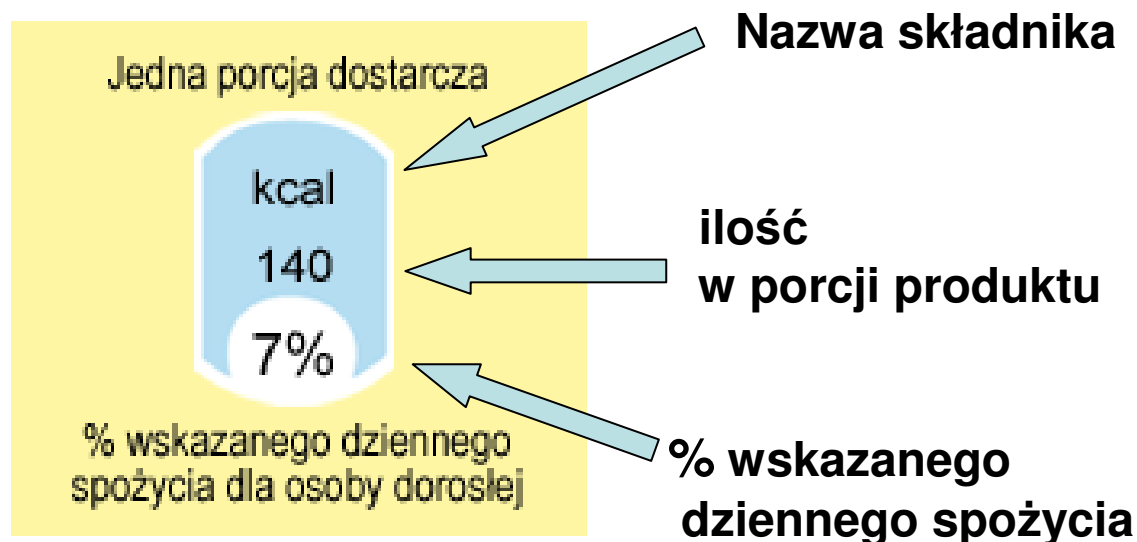 Jedna porcja dostarcza
kcal
140
7%
% wskazanego dziennego
spożycia dla osoby dorosłej
Nazwa składnika
ilość
w porcji produktu
% wskazanego
dziennego spożycia